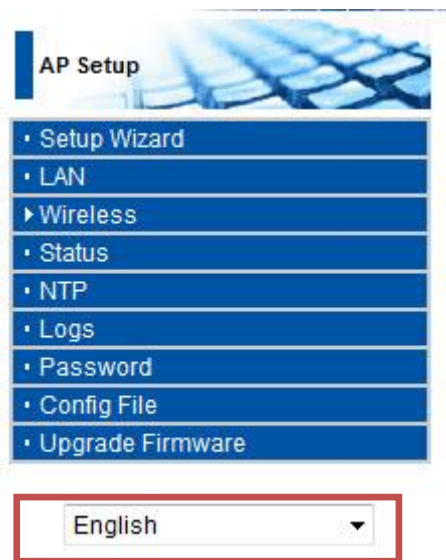 AP Setup
Setup Wizard
LAN
Wireless
Status
NTP
Logs
Password
Config File
Upgrade Firmware
English